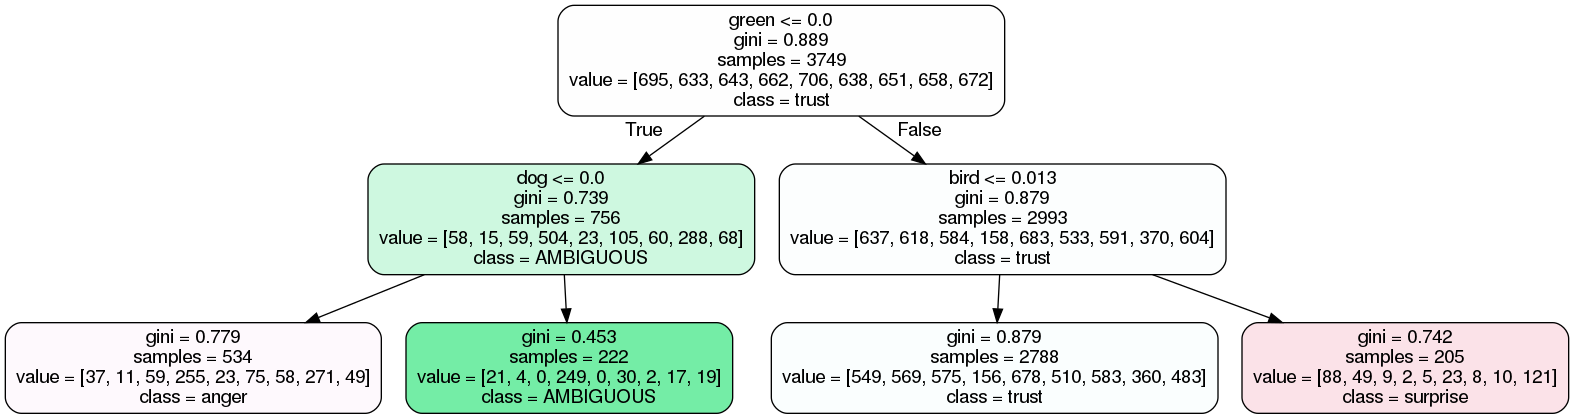 green <= 0.0
gini = 0.889
samples = 3749
value = [695, 633, 643, 662, 706, 638, 651, 658, 672]
class = trust
True
False
dog <= 0.0
gini = 0.739
samples = 756
value = [58, 15, 59, 504, 23, 105, 60, 288, 68]
class = AMBIGUOUS
bird <= 0.013
gini = 0.879
samples = 2993
value = [637, 618, 584, 158, 683, 533, 591, 370, 604]
class = trust
gini = 0.779
samples = 534
value = [37, 11, 59, 255, 23, 75, 58, 271, 49]
class = anger
gini = 0.453
samples = 222
value = [21, 4, 0, 249, 0, 30, 2, 17, 19]
class = AMBIGUOUS
gini = 0.879
samples = 2788
value = [549, 569, 575, 156, 678, 510, 583, 360, 483]
class = trust
gini = 0.742
samples = 205
value = [88, 49, 9, 2, 5, 23, 8, 10, 121]
class = surprise